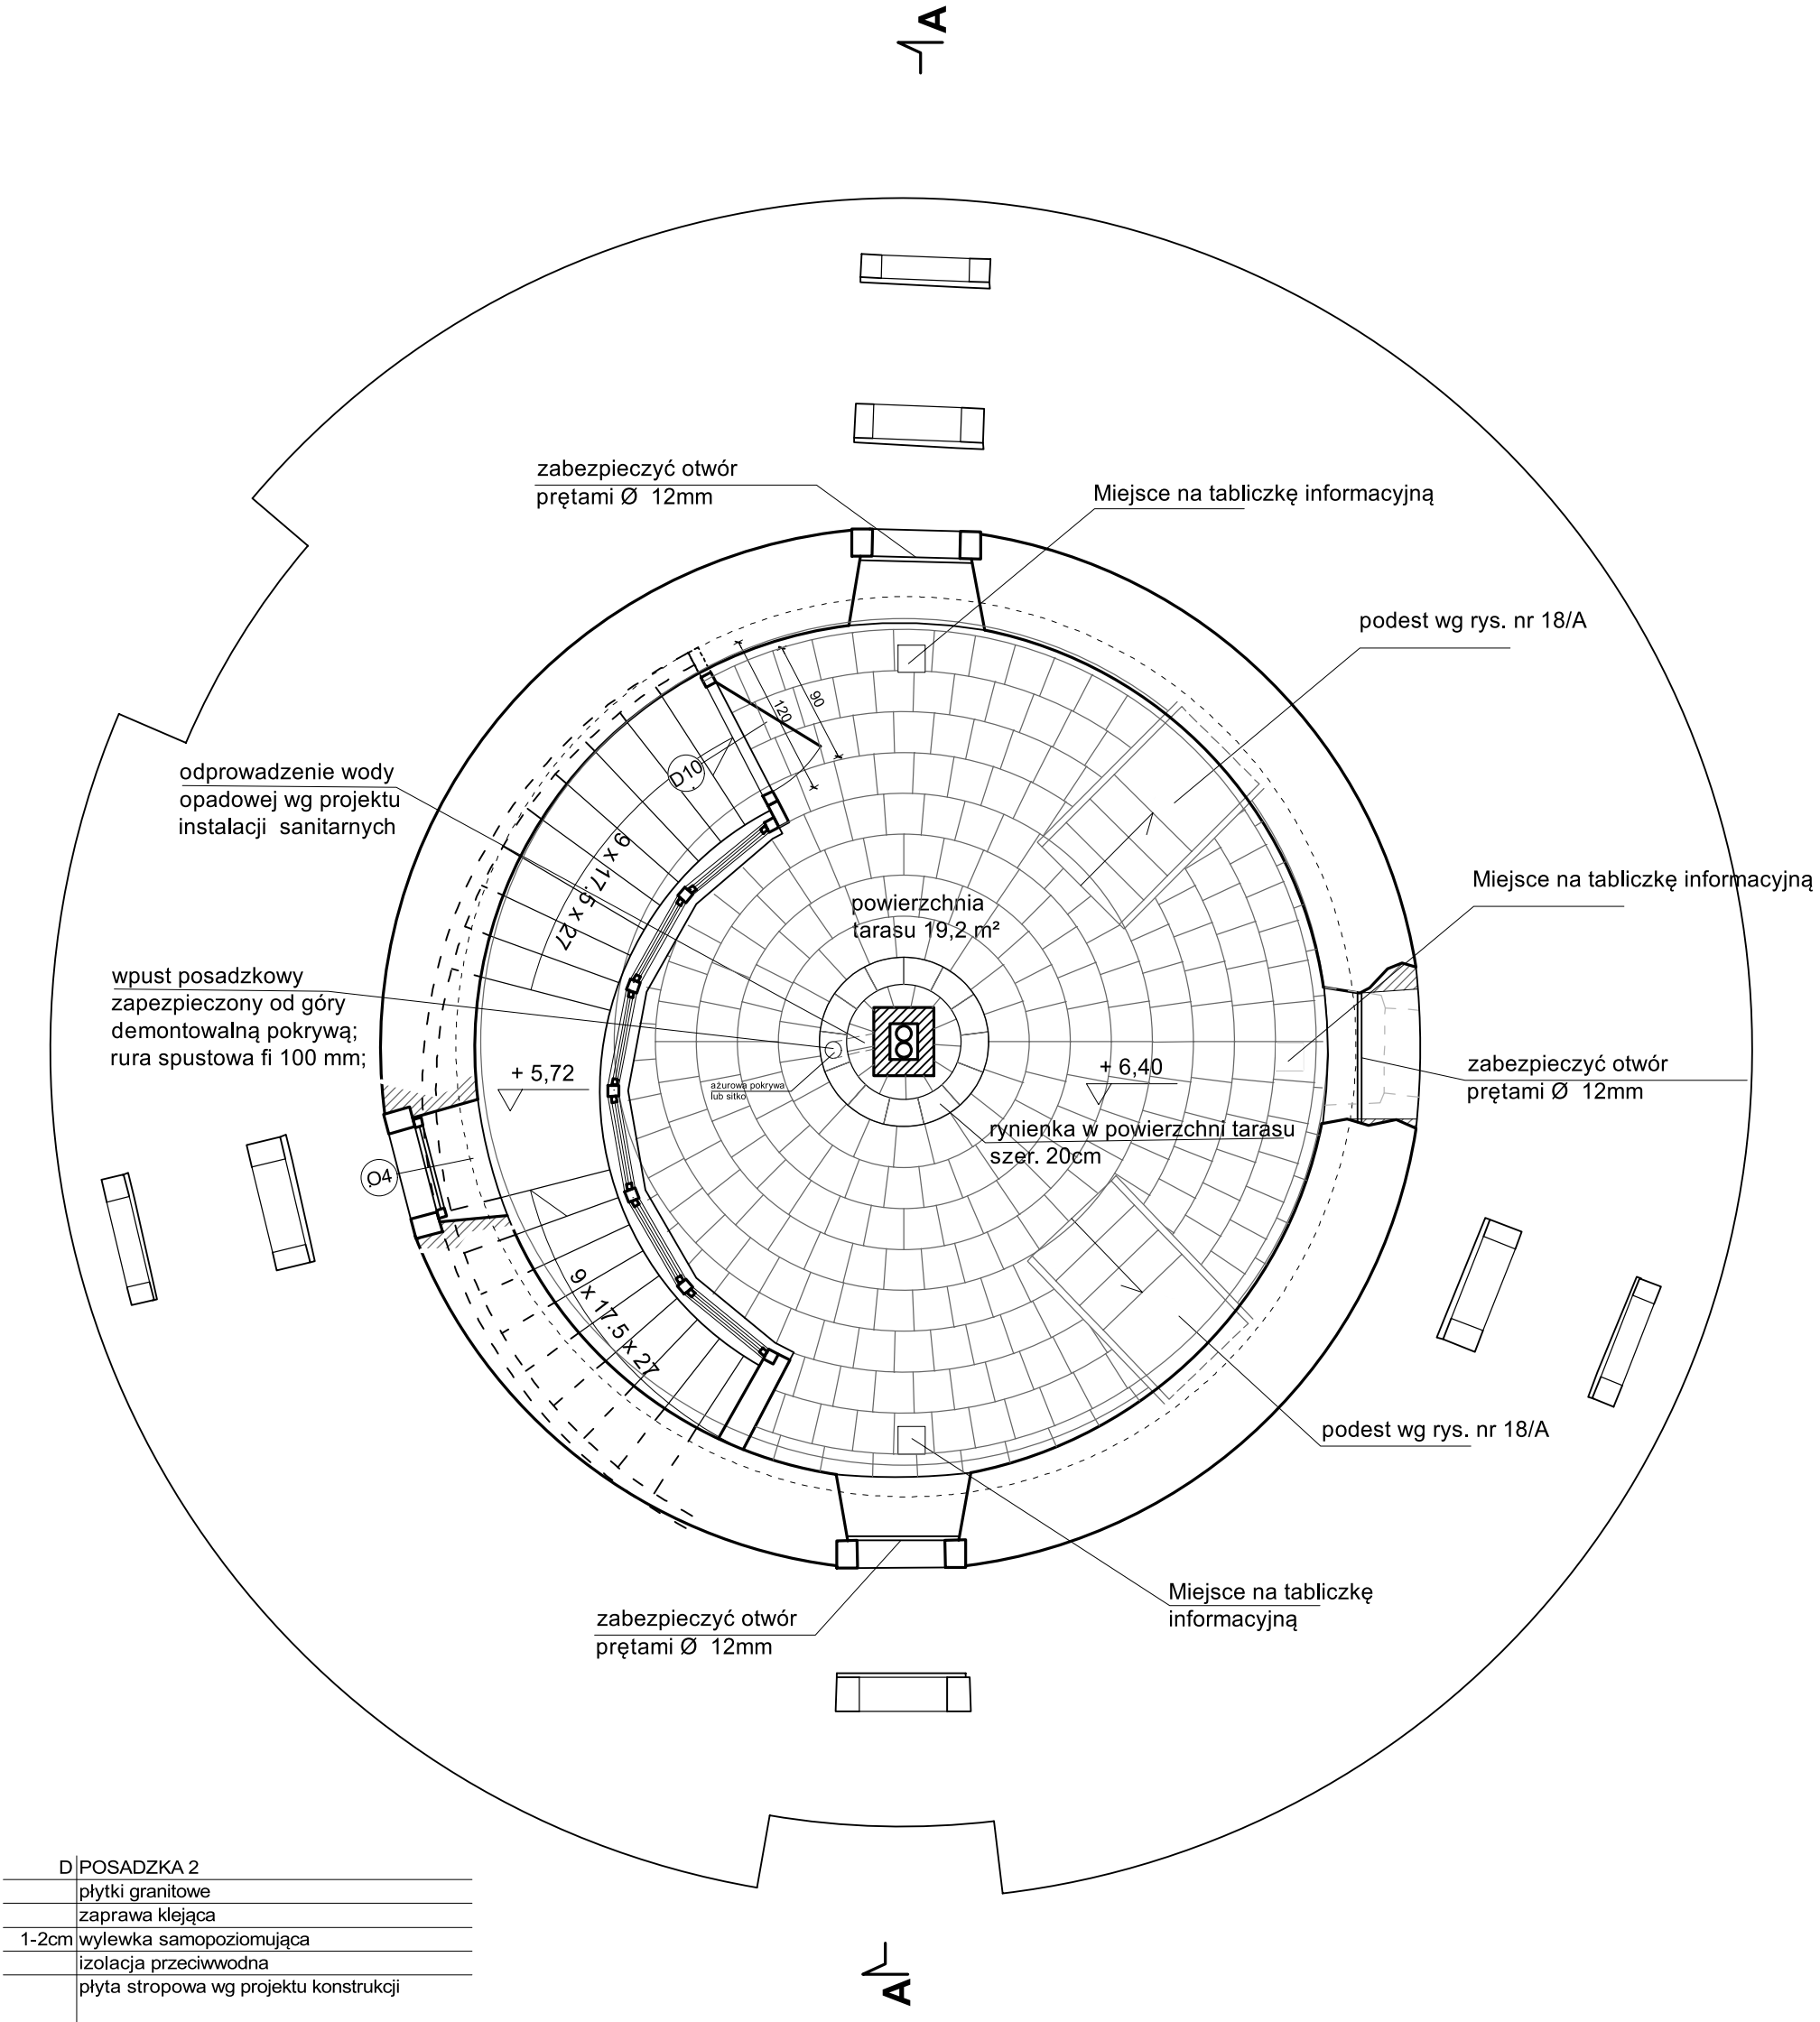 A
zabezpieczyć otwór
prętami Ø 12mm
Miejsce na tabliczkę informacyjną
podest wg rys. nr 18/A
90
120
D10
odprowadzenie wody
opadowej wg projektu
instalacji sanitarnych
9 x 17.5 x 27
Miejsce na tabliczkę informacyjną
powierzchnia
tarasu 19,2 m²
wpust posadzkowy
zapezpieczony od góry
demontowalną pokrywą;
rura spustowa fi 100 mm;
+ 5,72
ażurowa pokrywa
lub sitko
+ 6,40
zabezpieczyć otwór
prętami Ø 12mm
rynienka w powierzchni tarasu
szer. 20cm
O4
9 x 17.5 x 27
podest wg rys. nr 18/A
Miejsce na tabliczkę
informacyjną
zabezpieczyć otwór
prętami Ø 12mm
D POSADZKA 2
płytki granitowe
zaprawa klejąca
1-2cm wylewka samopoziomująca
izolacja przeciwwodna
płyta stropowa wg projektu konstrukcji
A